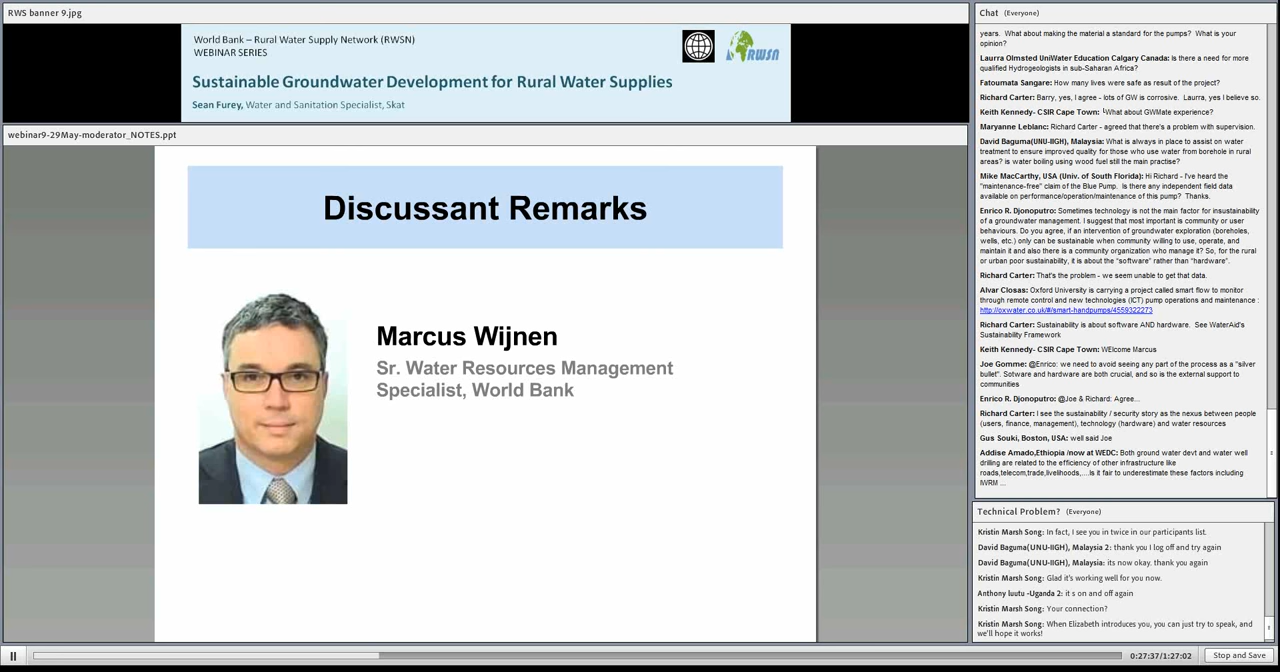 RWS banner 9.jpg
World Bank – Rural Water Supply Network (RWSN)
WEBINAR SERIES
RWSN
Sustainable Groundwater Development for Rural Water Supplies
Sean Furey, Water and Sanitation Specialist, Skat
webinar9-29May-moderator_NOTES.ppt
Discussant Remarks
Marcus Wijnen
Sr. Water Resources Management
Specialist, World Bank
Chat (Everyone)
years. What about making the material a standard for the pumps? What is your
opinion?
Laurra Olmsted UniWater Education Calgary Canada: is there a need for more
qualified Hydrogeologists in sub-Saharan Africa?
Fatoumata Sangare: How many lives were safe as result of the project?
Richard Carter: Barry, yes, I agree - lots of GW is corrosive. Laurra, yes I believe so.
Keith Kennedy- CSIR Cape Town: What about GWMate experience?
Maryanne Leblanc: Richard Carter - agreed that there's a problem with supervision.
David Baguma(UNU-IIGH), Malaysia: What is always in place to assist on water
treatment to ensure improved quality for those who use water from borehole in rural
areas? is water boiling using wood fuel still the main practise?
Mike MacCarthy, USA (Univ. of South Florida): Hi Richard - I've heard the
"maintenance-free" claim of the Blue Pump. Is there any independent field data
available on performance/operation/maintenance of this pump? Thanks.
Enrico R. Djonoputro: Sometimes technology is not the main factor for insustainability
of a groundwater management. I suggest that most important is community or user
behaviours. Do you agree, if an intervention of groundwater exploration (boreholes,
wells, etc.) only can be sustainable when community willing to use, operate, and
maintain it and also there is a community organization who manage it? So, for the rural
or urban poor sustainability, it is about the "software" rather than "hardware".
Richard Carter: That's the problem - we seem unable to get that data.
Alvar Closas: Oxford University is carrying a project called smart flow to monitor
through remote control and new technologies (ICT) pump operations and maintenance :
http://oxwater.co.uk/#/smart-handpumps/4559322273
Richard Carter: Sustainability is about software AND hardware. See WaterAid's
Sustainability Framework
Keith Kennedy- CSIR Cape Town: WElcome Marcus
Joe Gomme: @Enrico: we need to avoid seeing any part of the process as a "silver
bullet". Sotware and hardware are both crucial, and so is the external support to
communities
Enrico R. Djonoputro: @Joe & Richard: Agree...
Richard Carter: I see the sustainability / security story as the nexus between people
(users, finance, management), technology (hardware) and water resources
Gus Souki, Boston, USA: well said Joe
Addise Amado,Ethiopia /now at WEDC: Both ground water devt and water well
drilling are related to the efficiency of other infrastructure like
roads,telecom,trade,livelihoods,....Is it fair to underestimate these factors including
IWRM ...
Technical Problem? (Everyone)
Kristin Marsh Song: In fact, I see you in twice in our participants list.
David Baguma(UNU-IIGH), Malaysia 2: thank you I log off and try again
David Baguma(UNU-IIGH), Malaysia: its now okay. thank you again
Kristin Marsh Song: Glad it's working well for you now.
Anthony luutu -Uganda 2: it s on and off again
Kristin Marsh Song: Your connection?
Kristin Marsh Song: When Elizabeth introduces you, you can just try to speak, and
we'll hope it works!
0:27:37/1:27:02
Stop and Save